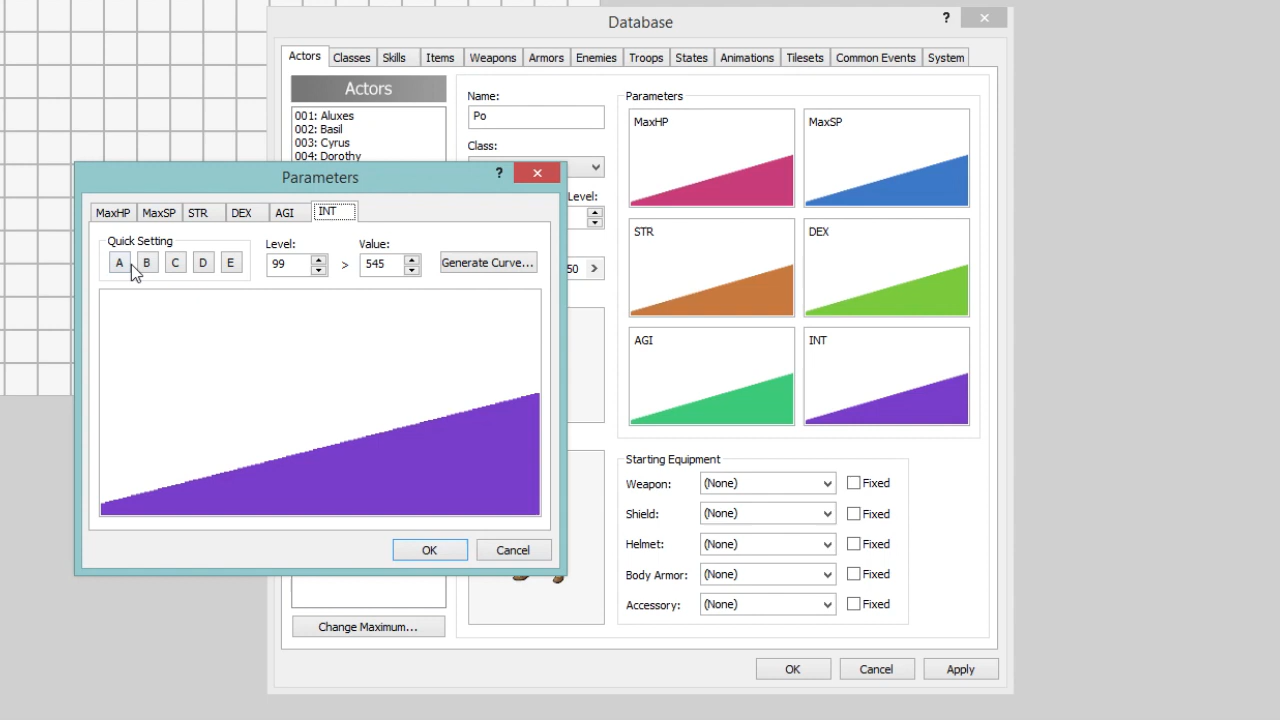 Database
?
Actors Classes Skills Items Weapons Armors Enemies Troops States Animations Tilesets Common Events System
Actors
001: Aluxes
002: Basil
003: Cyrus
004: Dorothy
Change Maximum...
Name:
Po
Class:
Level:
50 >
Parameters
MaxHP
MaxSP
STR
DEX
AGI
INT
Starting Equipment
Weapon: (None) Fixed
Shield: (None) Fixed
Helmet: (None) Fixed
Body Armor: (None) Fixed
Accessory: (None) Fixed
OK Cancel Apply
Parameters
?
MaxHP MaxSP STR DEX AGI INT
Quick Setting
A B C D E
Level:
99
>
Value:
545
Generate Curve...
OK Cancel